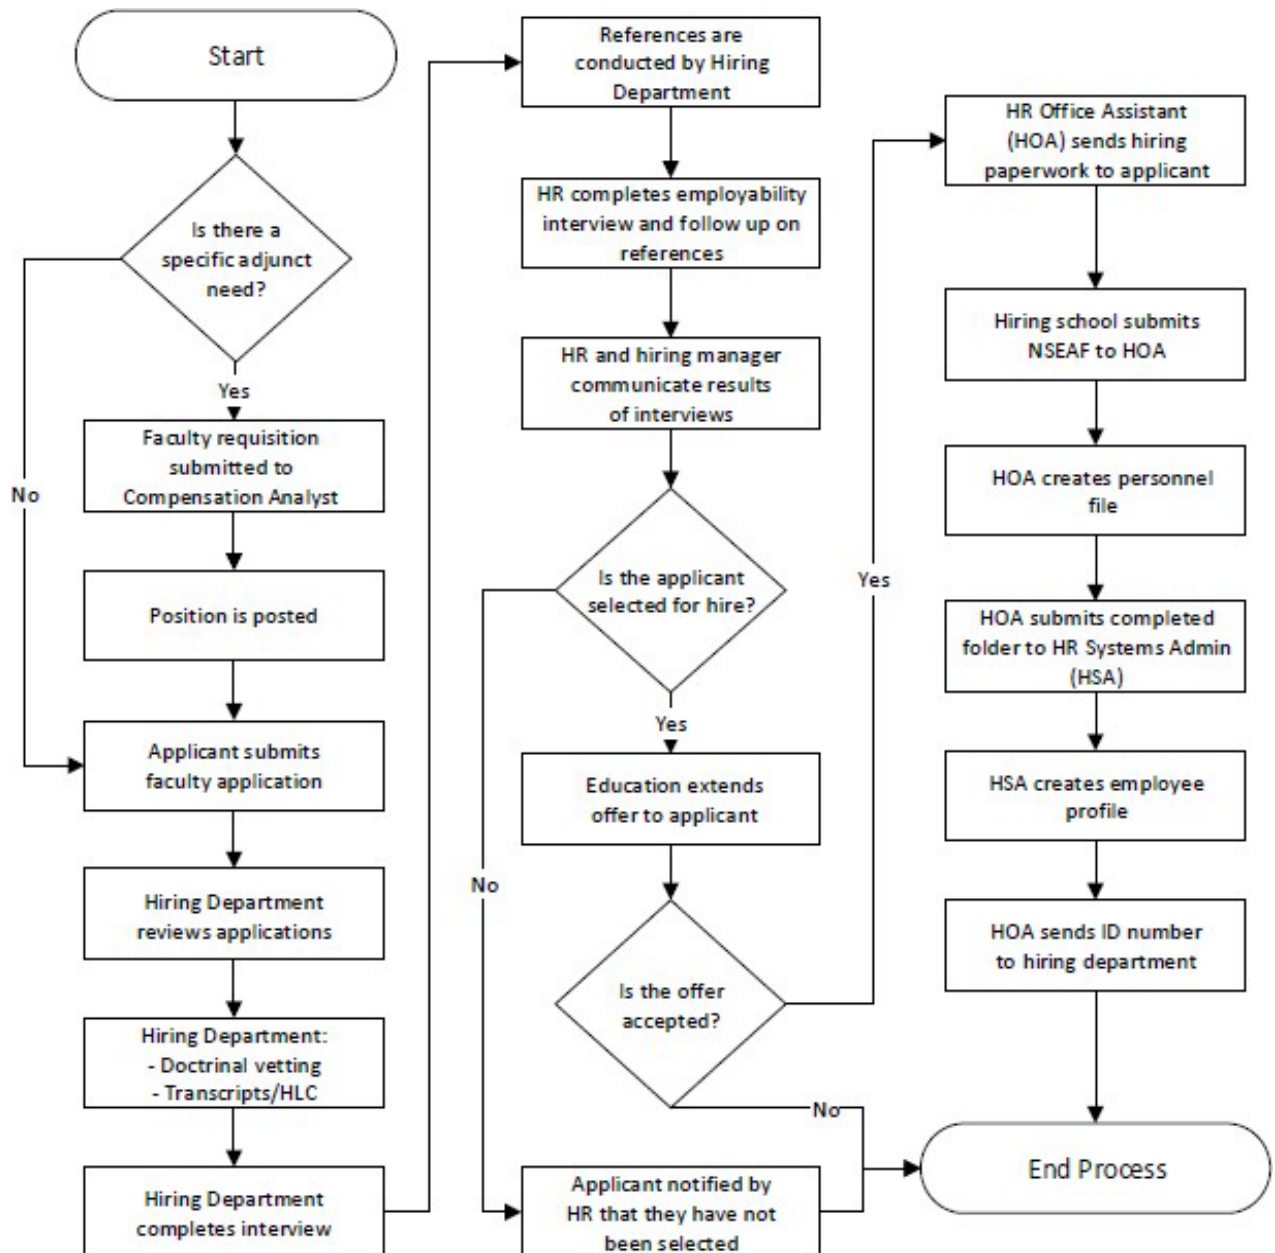 Start
Is there a
specific adjunct
need?
Yes
No
Faculty requisition
submitted to
Compensation Analyst
Position is posted
Applicant submits
faculty application
Hiring Department
reviews applications
Hiring Department:
- Doctrinal vetting
- Transcripts/HLC
Hiring Department
completes interview
References are
conducted by Hiring
Department
HR completes employability
interview and follow up on
references
HR and hiring manager
communicate results
of interviews
Is the applicant
selected for hire?
Yes
No
Education extends
offer to applicant
Is the offer
accepted?
Yes
No
Applicant notified by
HR that they have not
been selected
HR Office Assistant
(HOA) sends hiring
paperwork to applicant
Hiring school submits
NSEAF to HOA
HOA creates personnel
file
HOA submits completed
folder to HR Systems Admin
(HSA)
HSA creates employee
profile
HOA sends ID number
to hiring department
End Process